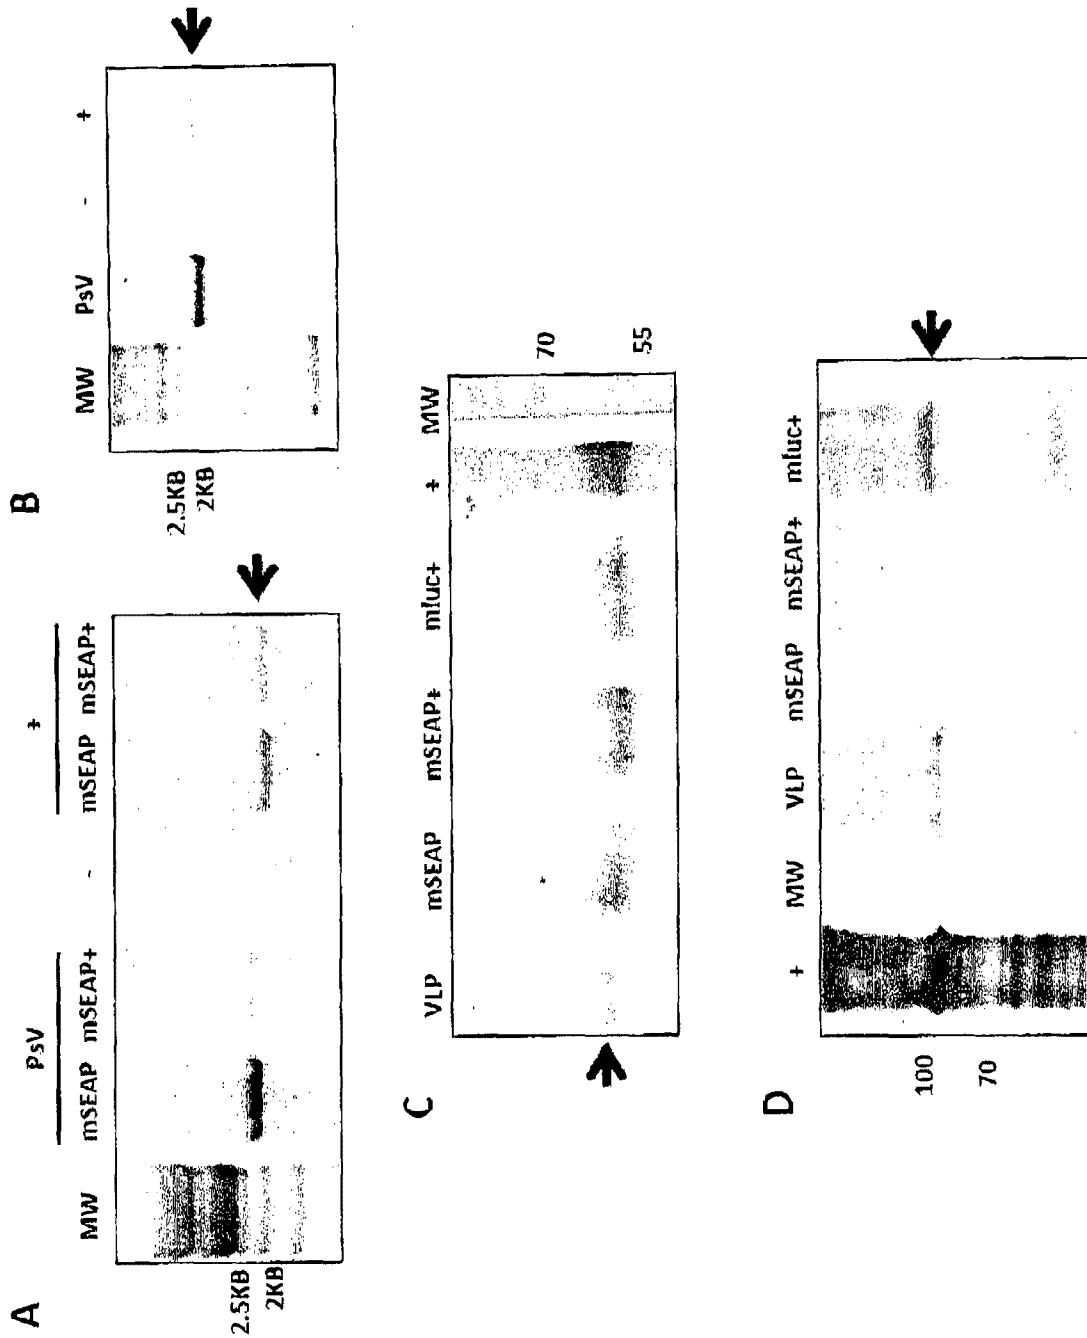 A
PsV
+
MW mSEAP mSEAP+ - mSEAP mSEAP+
2.5KB
2KB
B
MW PsV - +
2.5KB
2KB
C
VLP mSEAP mSEAP+ mluc+ + MW
70
55
D
+ MW VLP mSEAP mSEAP+ mluc+
100
70